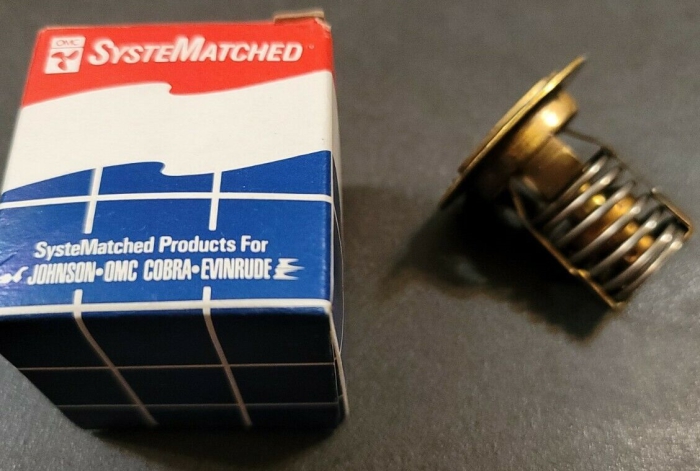 OMC
SYSTEMATCHED
SysteMatched Products For
JOHNSON•OMC COBRA•EVINRUDE